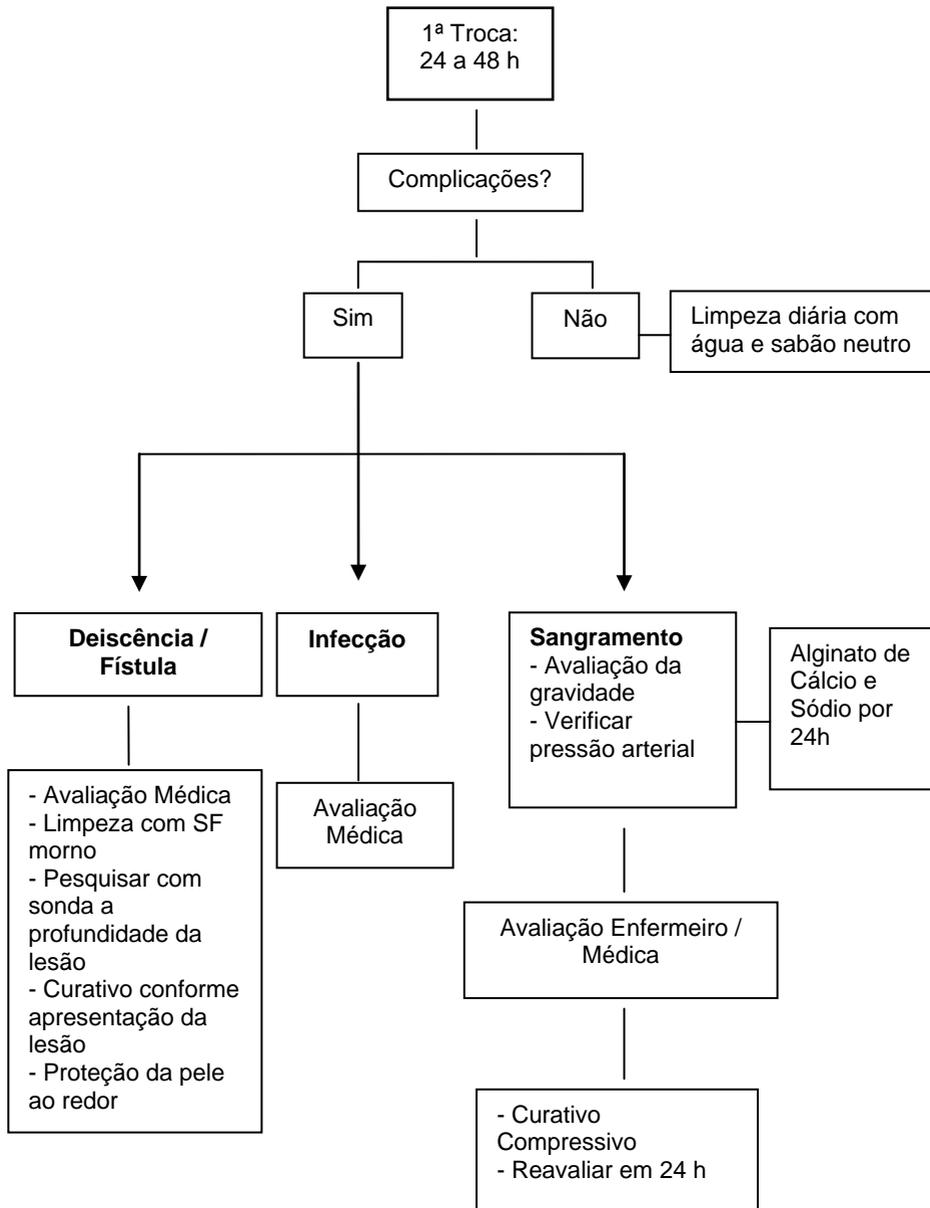 1ª Troca:
24 a 48 h
Complicações?
Sim
Não
Limpeza diária com
água e sabão neutro
Deiscência /
Fístula
Infecção
Sangramento
- Avaliação da
gravidade
- Verificar
pressão arterial
Alginato de
Cálcio e
Sódio por
24h
- Avaliação Médica
- Limpeza com SF
morno
- Pesquisar com
sonda a
profundidade da
lesão
- Curativo conforme
apresentação da
lesão
- Proteção da pele
ao redor
Avaliação
Médica
Avaliação Enfermeiro /
Médica
- Curativo
Compressivo
- Reavaliar em 24 h